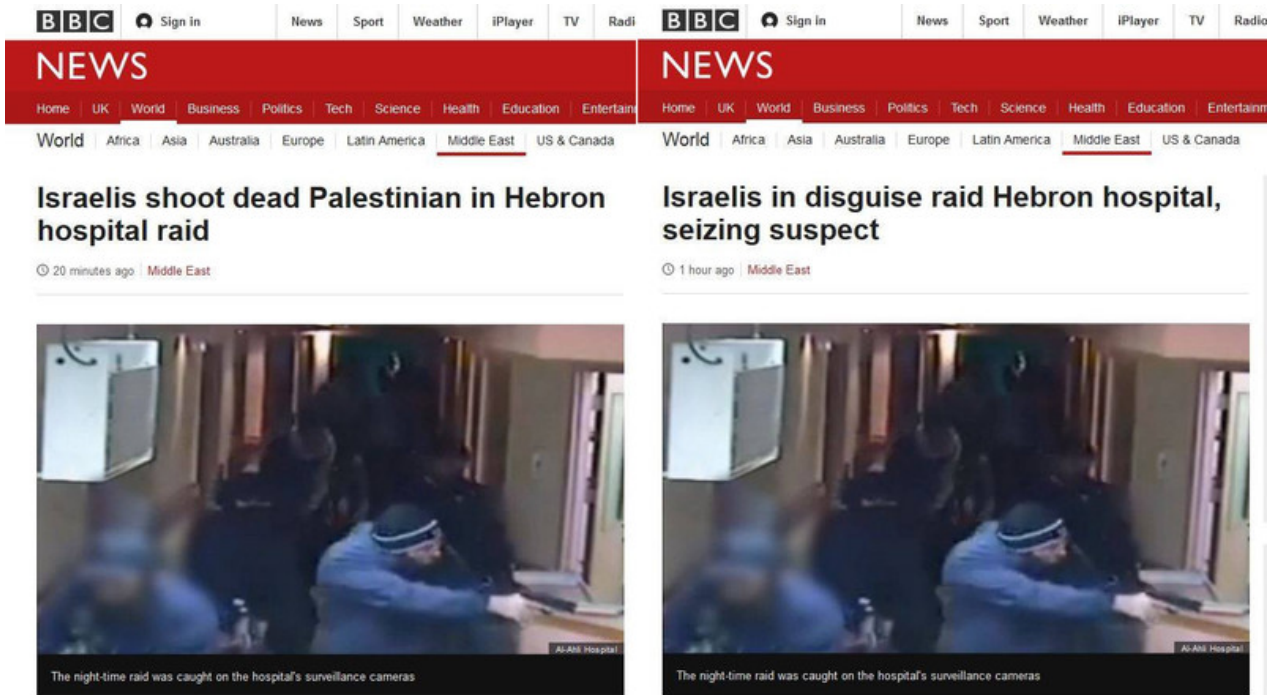 BBC Sign in News Sport Weather iPlayer TV Radi
NEWS
Home UK World Business Politics Tech Science Health Education Entertain
World Africa Asia Australia Europe Latin America Middle East US & Canada
Israelis shoot dead Palestinian in Hebron
hospital raid
20 minutes ago Middle East
Al-Ahli Hospital
The night-time raid was caught on the hospital's surveillance cameras
BBC Sign in News Sport Weather iPlayer TV Radio
NEWS
Home UK World Business Politics Tech Science Health Education Entertainm
World Africa Asia Australia Europe Latin America Middle East US & Canada
Israelis in disguise raid Hebron hospital,
seizing suspect
1 hour ago Middle East
Al-Ahli Hospital
The night-time raid was caught on the hospital's surveillance cameras